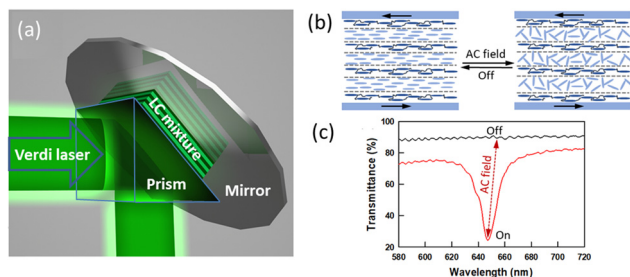 (a)
Verdi laser
LC mixture
Prism
Mirror
(b)
AC field
Off
(c)
100
80
60
40
20
Transmittance (%)
Off
AC field
On
580
600
620
640
660
680
700
720
Wavelength (nm)